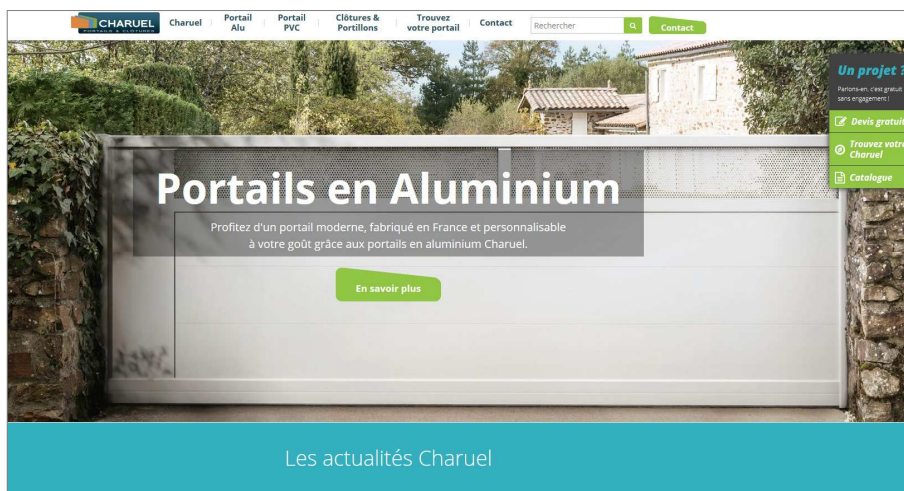 CHARUEL
PORTAILS & CLÔTURES
Charuel
Portail
Alu
Portail
PVC
Clôtures &
Portillons
Trouvez
votre portail
Contact
Rechercher
Contact
Un projet ?
Parlons-en, c'est gratuit
sans engagement !
Devis gratuit
Trouvez votre
Charuel
Catalogue
Portails en Aluminium
Profitez d'un portail moderne, fabriqué en France et personnalisable
à votre goût grâce aux portails en aluminium Charuel.
En savoir plus
Les actualités Charuel